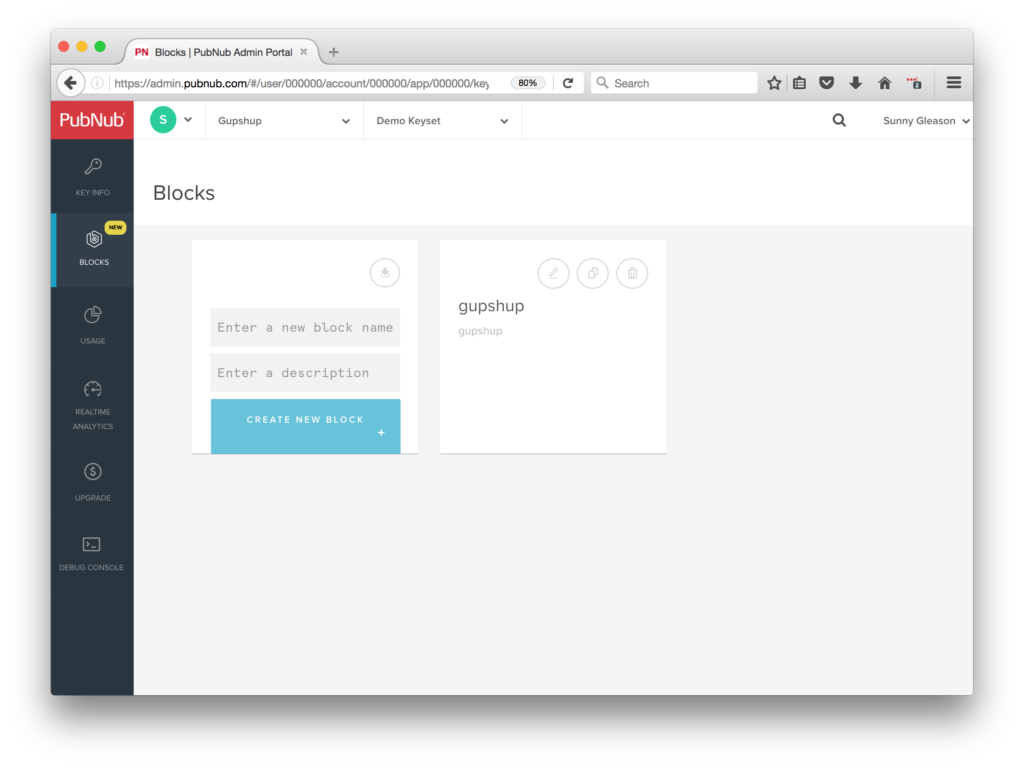 PN Blocks | PubNub Admin Portal
https://admin.pubnub.com/#/user/000000/account/000000/app/000000/key
80%
Search
PubNub
S
Gupshup
Demo Keyset
Sunny Gleason
KEY INFO
NEW
BLOCKS
USAGE
REALTIME
ANALYTICS
UPGRADE
DEBUG CONSOLE
Blocks
Enter a new block name
Enter a description
CREATE NEW BLOCK
+
gupshup
gupshup